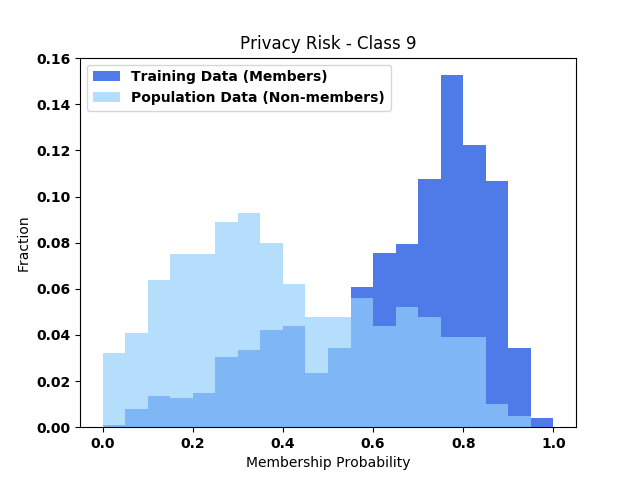 Privacy Risk - Class 9
Training Data (Members)
Population Data (Non-members)
0.16
0.14
0.12
0.10
0.08
0.06
0.04
0.02
0.00
Fraction
0.0 0.2 0.4 0.6 0.8 1.0
Membership Probability